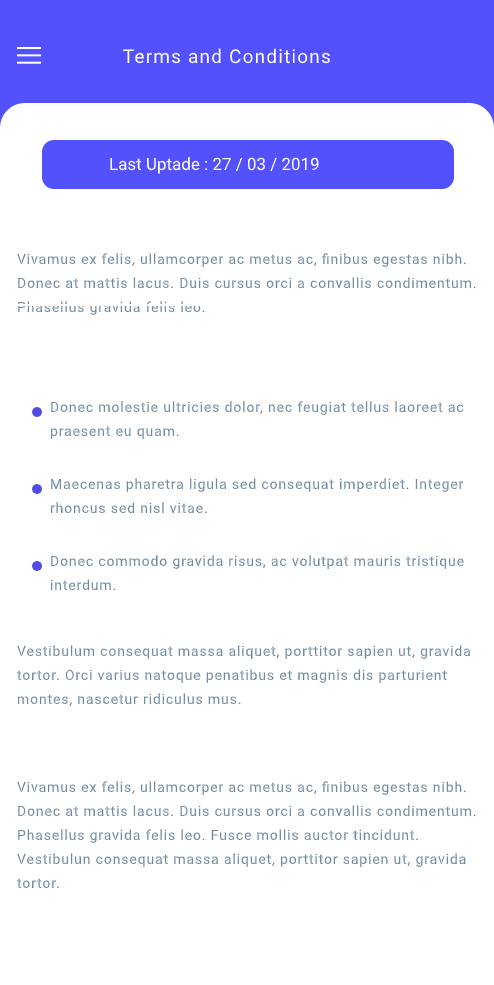 Terms and Conditions
Last Uptade : 27 / 03 / 2019
Vivamus ex felis, ullamcorper ac metus ac, finibus egestas nibh.
Donec at mattis lacus. Duis cursus orci a convallis condimentum.
Phasellus gravida felis leo.
Donec molestie ultricies dolor, nec feugiat tellus laoreet ac
praesent eu quam.
Maecenas pharetra ligula sed consequat imperdiet. Integer
rhoncus sed nisl vitae.
Donec commodo gravida risus, ac volutpat mauris tristique
interdum.
Vestibulum consequat massa aliquet, porttitor sapien ut, gravida
tortor. Orci varius natoque penatibus et magnis dis parturient
montes, nascetur ridiculus mus.
Vivamus ex felis, ullamcorper ac metus ac, finibus egestas nibh.
Donec at mattis lacus. Duis cursus orci a convallis condimentum.
Phasellus gravida felis leo. Fusce mollis auctor tincidunt.
Vestibulun consequat massa aliquet, porttitor sapien ut, gravida
tortor.